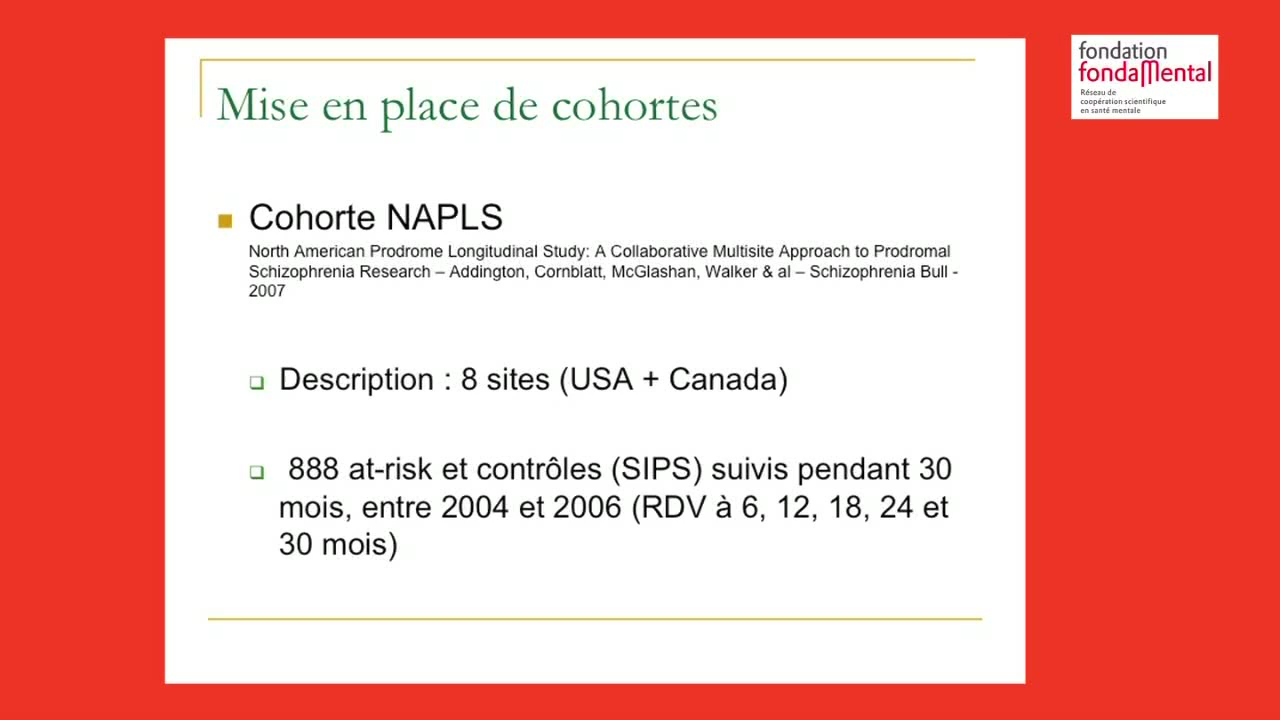 Mise en place de cohortes
Cohorte NAPLS
North American Prodrome Longitudinal Study: A Collaborative Multisite Approach to Prodromal
Schizophrenia Research – Addington, Cornblatt, McGlashan, Walker & al – Schizophrenia Bull -
2007
Description : 8 sites (USA + Canada)
888 at-risk et contrôles (SIPS) suivis pendant 30
mois, entre 2004 et 2006 (RDV à 6, 12, 18, 24 et
30 mois)
fondation
fondaMental
Réseau de
coopération scientifique
en santé mentale